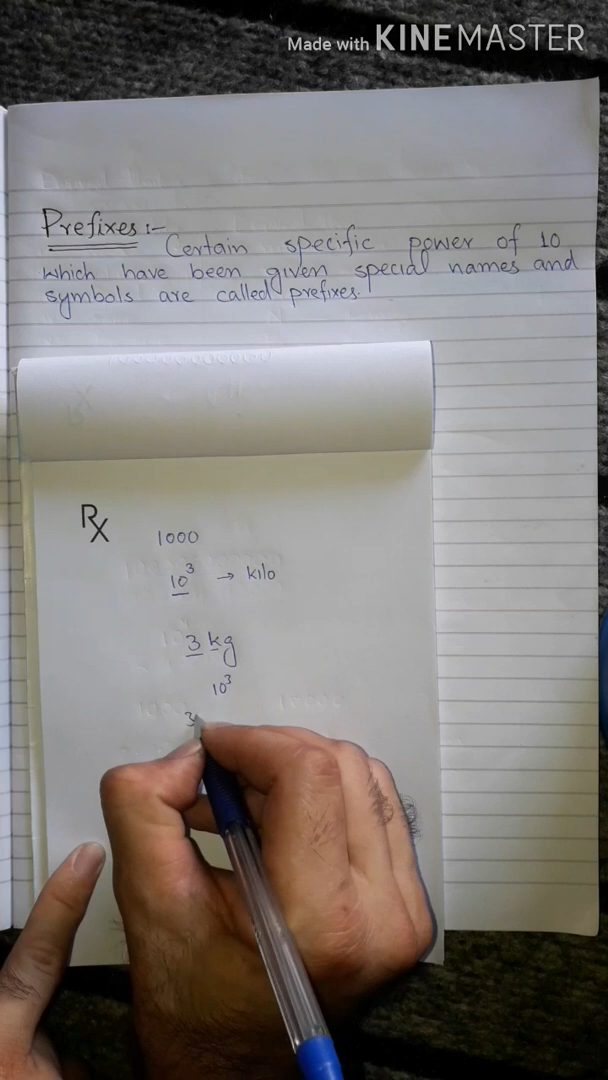 Made with KINEMASTER
Prefixes :-
Certain specific power of 10
which have been given special names and
symbols are called prefixes.
Rx
1000
10³ → kilo
3 kg
10³
3